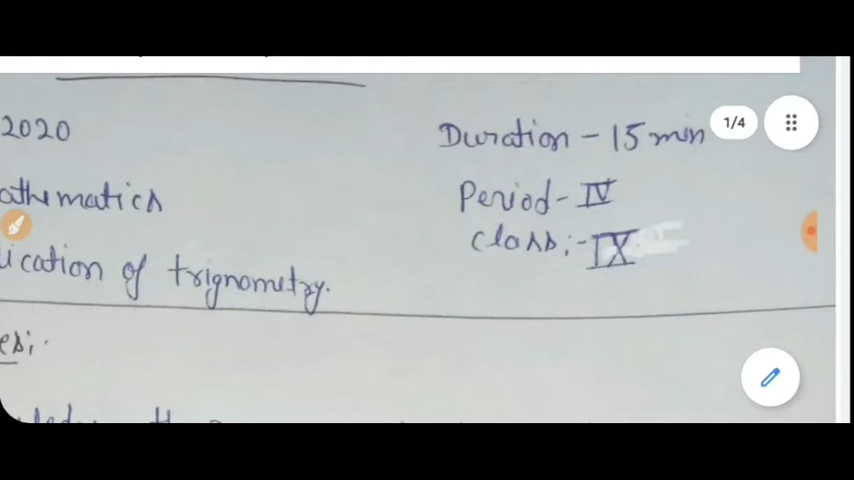 2020
Duration - 15 min
1/4
athematics
Period - IV
class :- IX
ication of trignometry.
es: